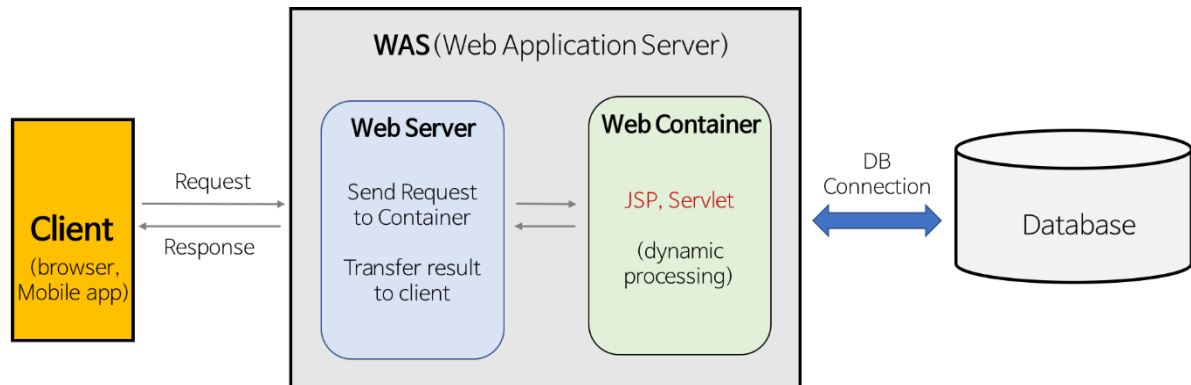 WAS(Web Application Server)
Client
(browser,
Mobile app)
Request
Response
Web Server
Send Request
to Container
Transfer result
to client
Web Container
JSP, Servlet
(dynamic
processing)
DB
Connection
Database